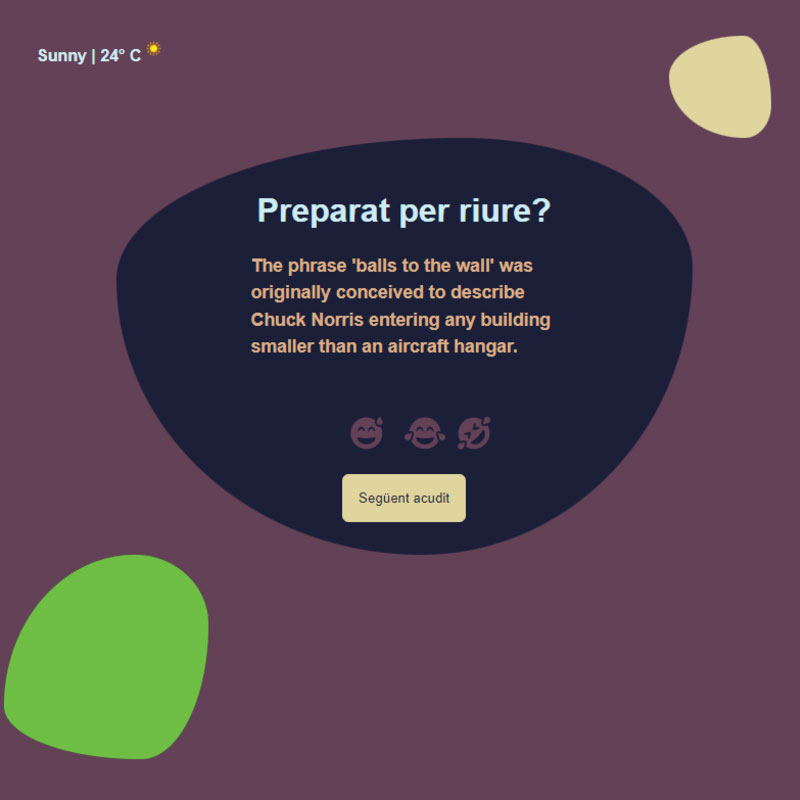 Sunny | 24º C
Preparat per riure?
The phrase 'balls to the wall' was
originally conceived to describe
Chuck Norris entering any building
smaller than an aircraft hangar.
Següent acudit